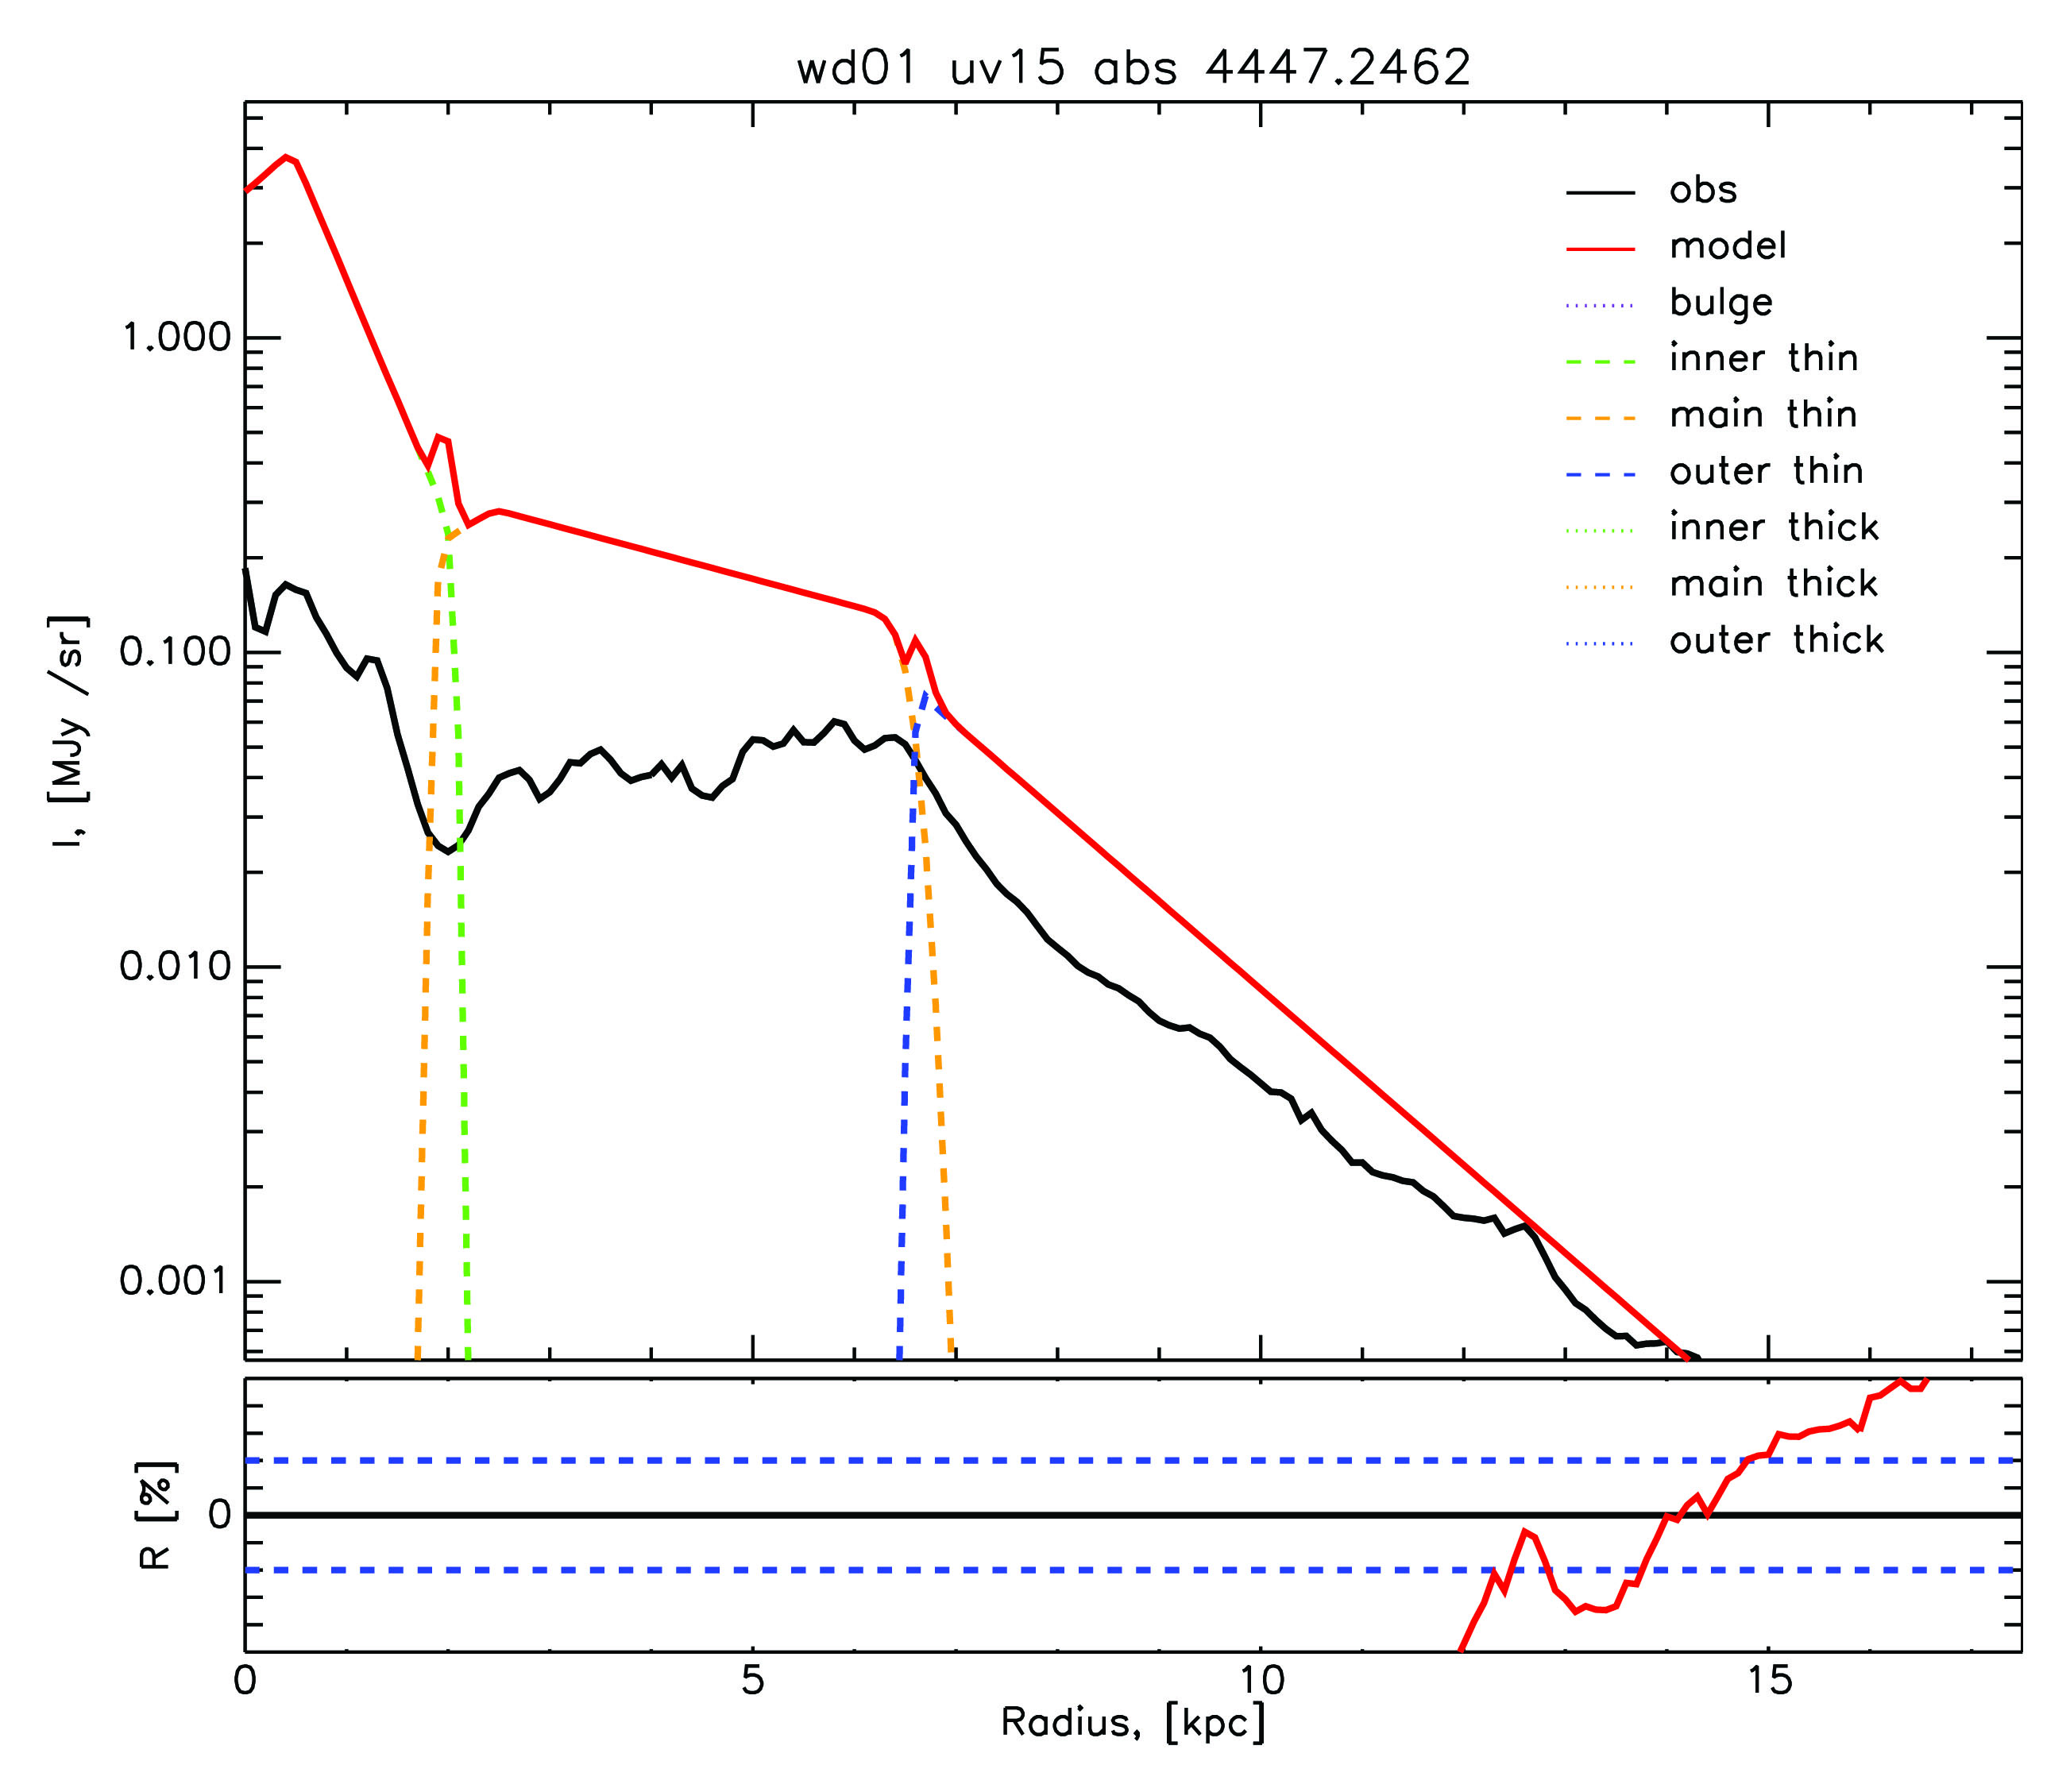 wd01 uv15 abs 4447.2462
obs
model
bulge
inner thin
main thin
outer thin
inner thick
main thick
outer thick
I, [MJy /sr]
1.000
0.100
0.010
0.001
R [%]
0
0 5 10 15
Radius, [kpc]